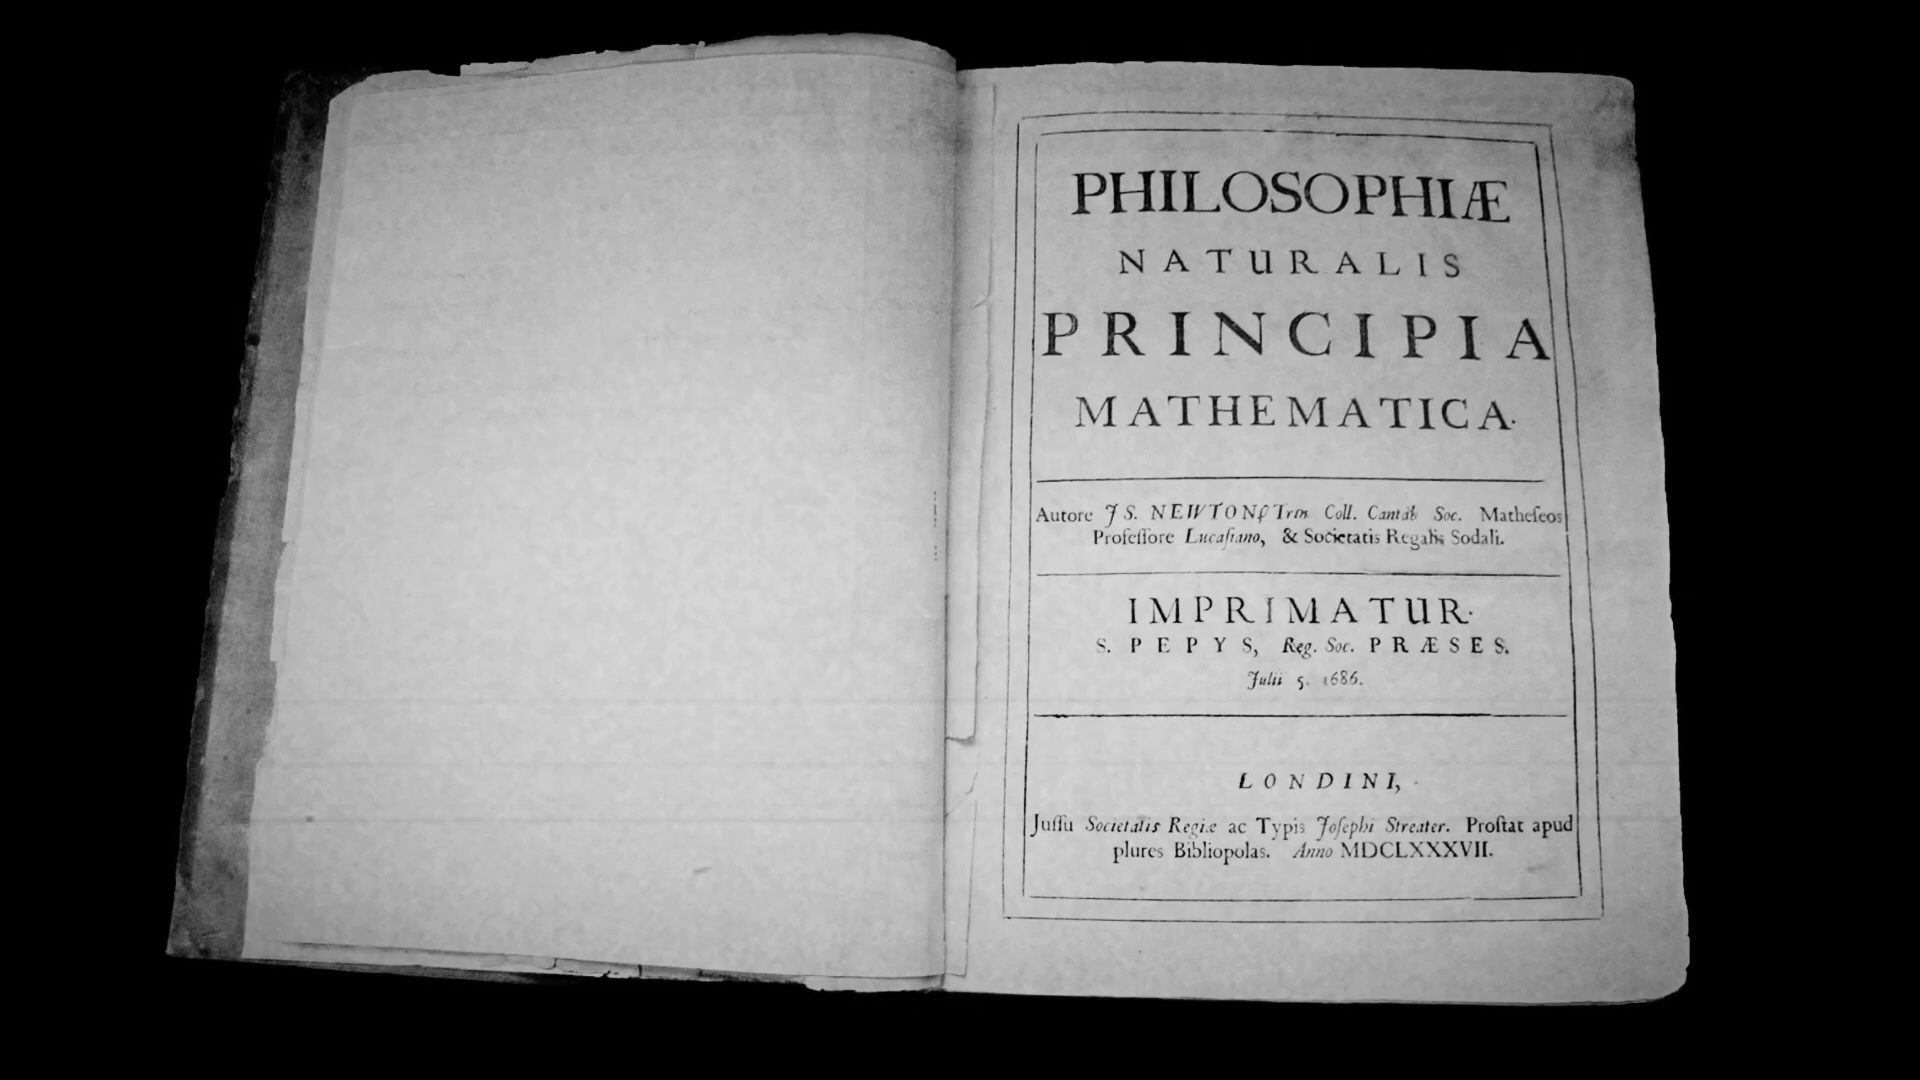 PHILOSOPHIÆ
NATURALIS
PRINCIPIA
MATHEMATICA.
Autore JS. NEWTON, Trin. Coll. Cantab. Soc. Matheſeos
Profeſſore Lucaſiano, & Societatis Regalis Sodali.
IMPRIMATUR.
S. PEPYS, Reg. Soc. PRÆSES.
Julii 5. 1686.
LONDINI,
Juſſu Societatis Regiæ ac Typis Joſephi Streater. Proſtat apud
plures Bibliopolas. Anno MDCLXXXVII.